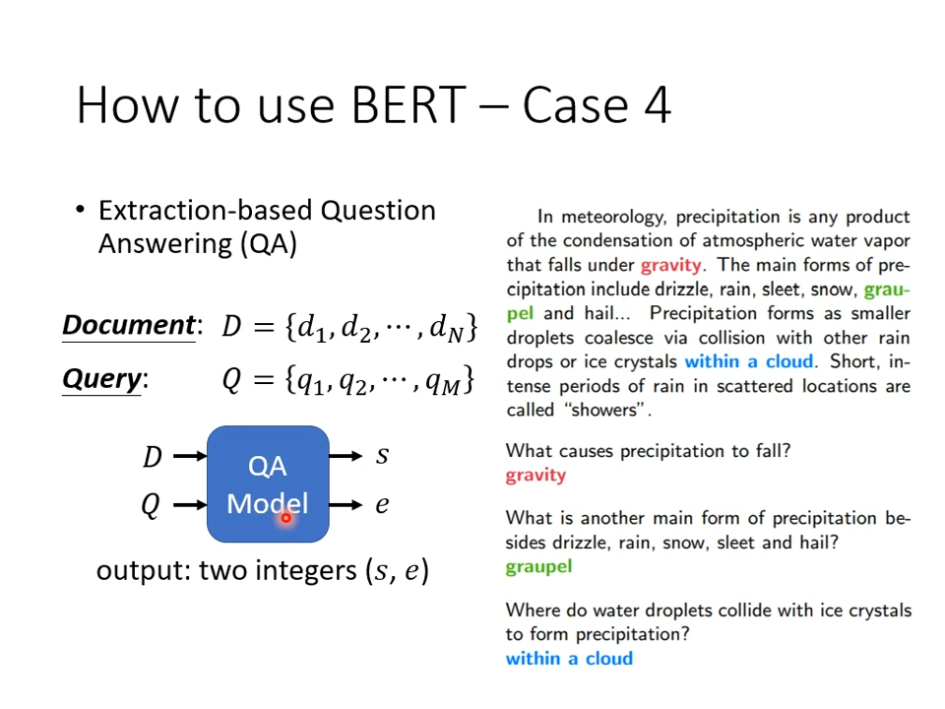 How to use BERT – Case 4
• Extraction-based Question
Answering (QA)
Document: D = {d₁, d₂, ⋯, d_N}
Query: Q = {q₁, q₂, ⋯, q_M}
D
Q
QA
Model
s
e
output: two integers (s, e)
In meteorology, precipitation is any product
of the condensation of atmospheric water vapor
that falls under gravity. The main forms of pre-
cipitation include drizzle, rain, sleet, snow, grau-
pel and hail... Precipitation forms as smaller
droplets coalesce via collision with other rain
drops or ice crystals within a cloud. Short, in-
tense periods of rain in scattered locations are
called “showers”.
What causes precipitation to fall?
gravity
What is another main form of precipitation be-
sides drizzle, rain, snow, sleet and hail?
graupel
Where do water droplets collide with ice crystals
to form precipitation?
within a cloud